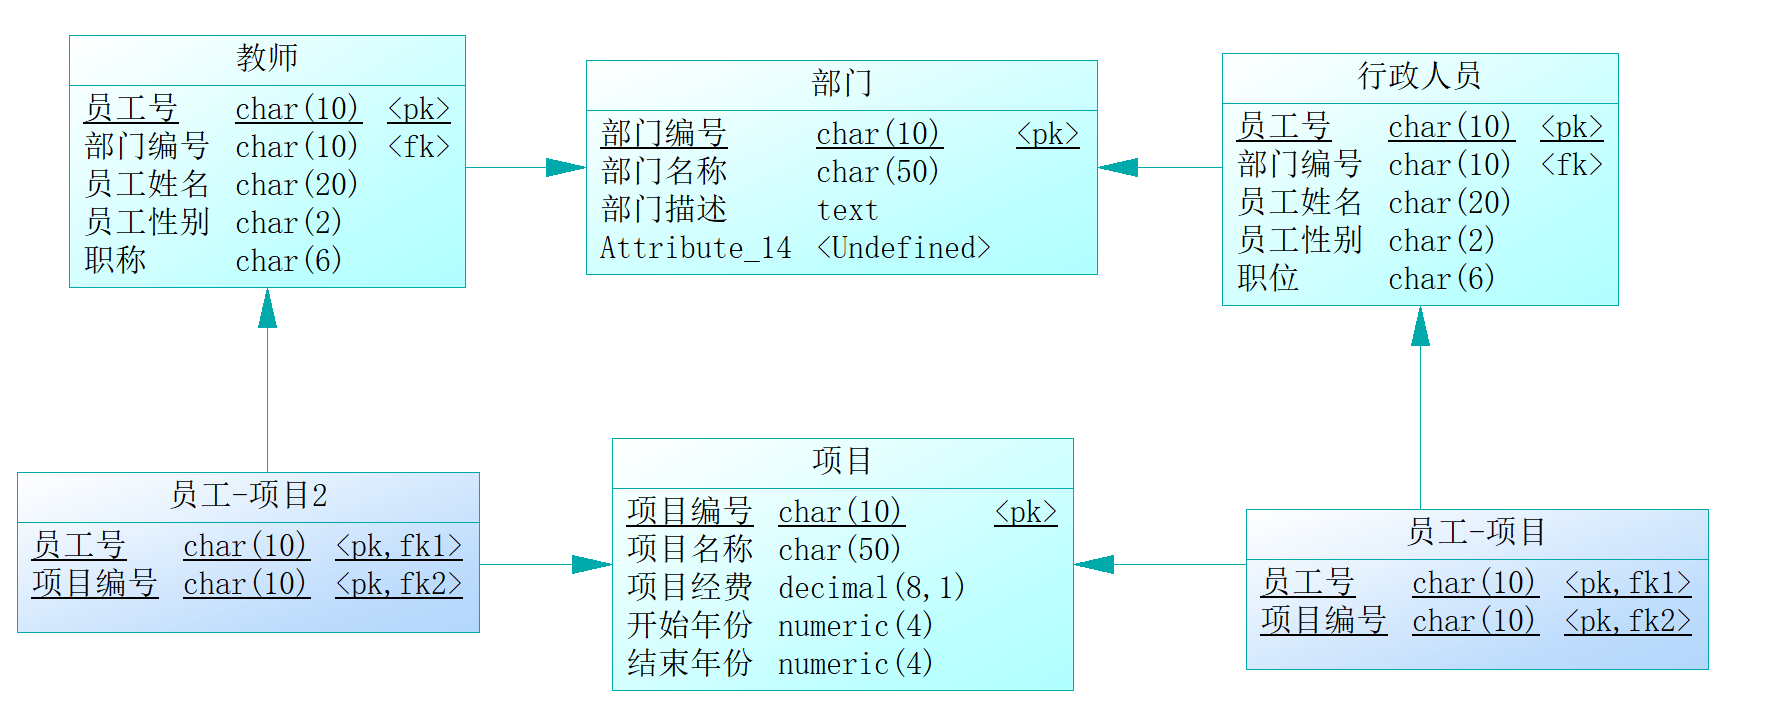 教师
员工号 char(10) <pk>
部门编号 char(10) <fk>
员工姓名 char(20)
员工性别 char(2)
职称 char(6)
部门
部门编号 char(10) <pk>
部门名称 char(50)
部门描述 text
Attribute_14 <Undefined>
行政人员
员工号 char(10) <pk>
部门编号 char(10) <fk>
员工姓名 char(20)
员工性别 char(2)
职位 char(6)
员工-项目2
员工号 char(10) <pk,fk1>
项目编号 char(10) <pk,fk2>
项目
项目编号 char(10) <pk>
项目名称 char(50)
项目经费 decimal(8,1)
开始年份 numeric(4)
结束年份 numeric(4)
员工-项目
员工号 char(10) <pk,fk1>
项目编号 char(10) <pk,fk2>